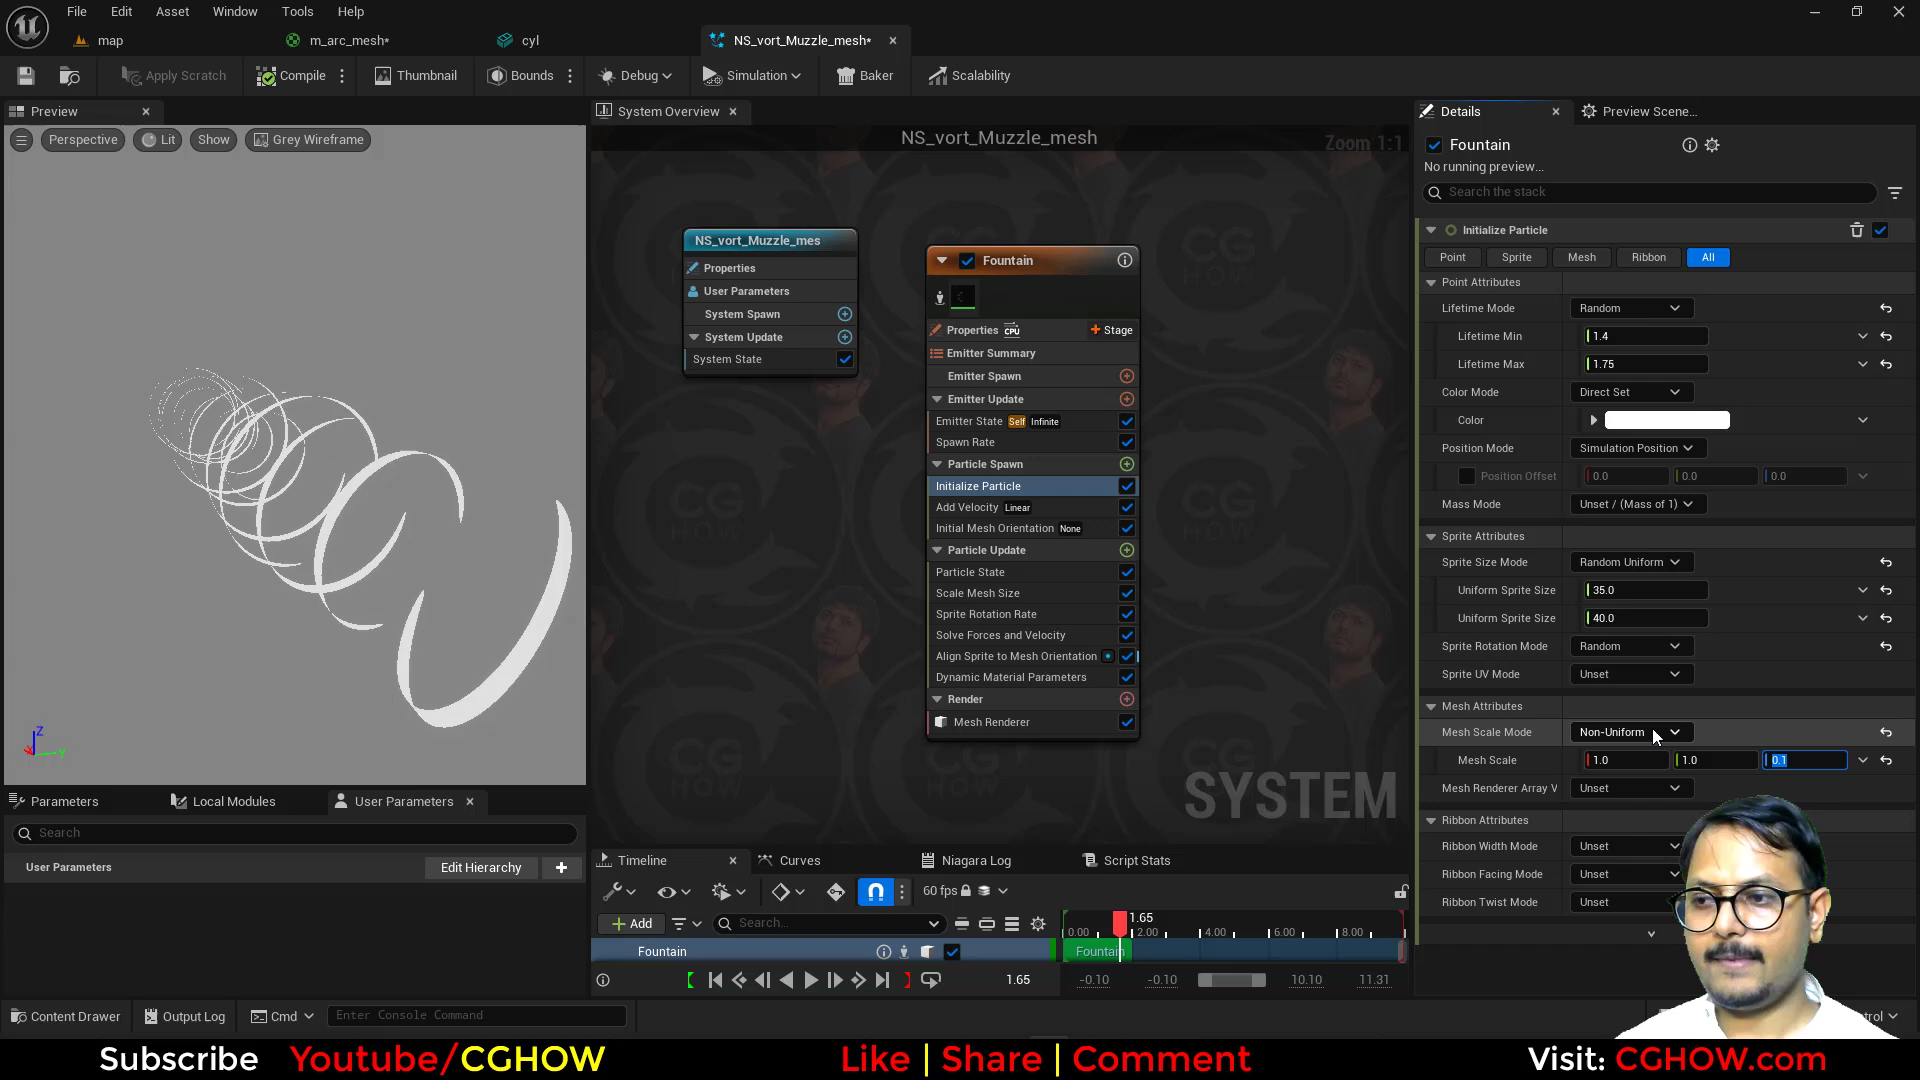 File Edit Asset Window Tools Help
map
m_arc_mesh*
cyl
NS_vort_Muzzle_mesh*
Apply Scratch
Compile
Thumbnail
Bounds
Debug
Simulation
Baker
Scalability
Preview
Perspective
Lit
Show
Grey Wireframe
Z
Y
System Overview
NS_vort_Muzzle_mesh
Zoom 1:1
NS_vort_Muzzle_mes
Properties
User Parameters
System Spawn
System Update
System State
Fountain
Properties CPU
Stage
Emitter Summary
Emitter Spawn
Emitter Update
Emitter State Self Infinite
Spawn Rate
Particle Spawn
Initialize Particle
Add Velocity Linear
Initial Mesh Orientation None
Particle Update
Particle State
Scale Mesh Size
Sprite Rotation Rate
Solve Forces and Velocity
Align Sprite to Mesh Orientation
Dynamic Material Parameters
Render
Mesh Renderer
CG
HOW
SYSTEM
Details
Preview Scene...
Fountain
No running preview...
Search the stack
Initialize Particle
Point Sprite Mesh Ribbon All
Point Attributes
Lifetime Mode Random
Lifetime Min 1.4
Lifetime Max 1.75
Color Mode Direct Set
Color
Position Mode Simulation Position
Position Offset 0.0 0.0 0.0
Mass Mode Unset / (Mass of 1)
Sprite Attributes
Sprite Size Mode Random Uniform
Uniform Sprite Size 35.0
Uniform Sprite Size 40.0
Sprite Rotation Mode Random
Sprite UV Mode Unset
Mesh Attributes
Mesh Scale Mode Non-Uniform
Mesh Scale 1.0 1.0 0.1
Mesh Renderer Array V Unset
Ribbon Attributes
Ribbon Width Mode Unset
Ribbon Facing Mode Unset
Ribbon Twist Mode Unset
Parameters
Local Modules
User Parameters
Search
User Parameters
Edit Hierarchy
Timeline
Curves
Niagara Log
Script Stats
60 fps
Add
Search...
1.65
0.00 2.00 4.00 6.00 8.00
Fountain
Fountain
1.65
-0.10 -0.10 10.10 11.31
Content Drawer
Output Log
Cmd
Enter Console Command
Subscribe Youtube/CGHOW
Like | Share | Comment
Visit: CGHOW.com